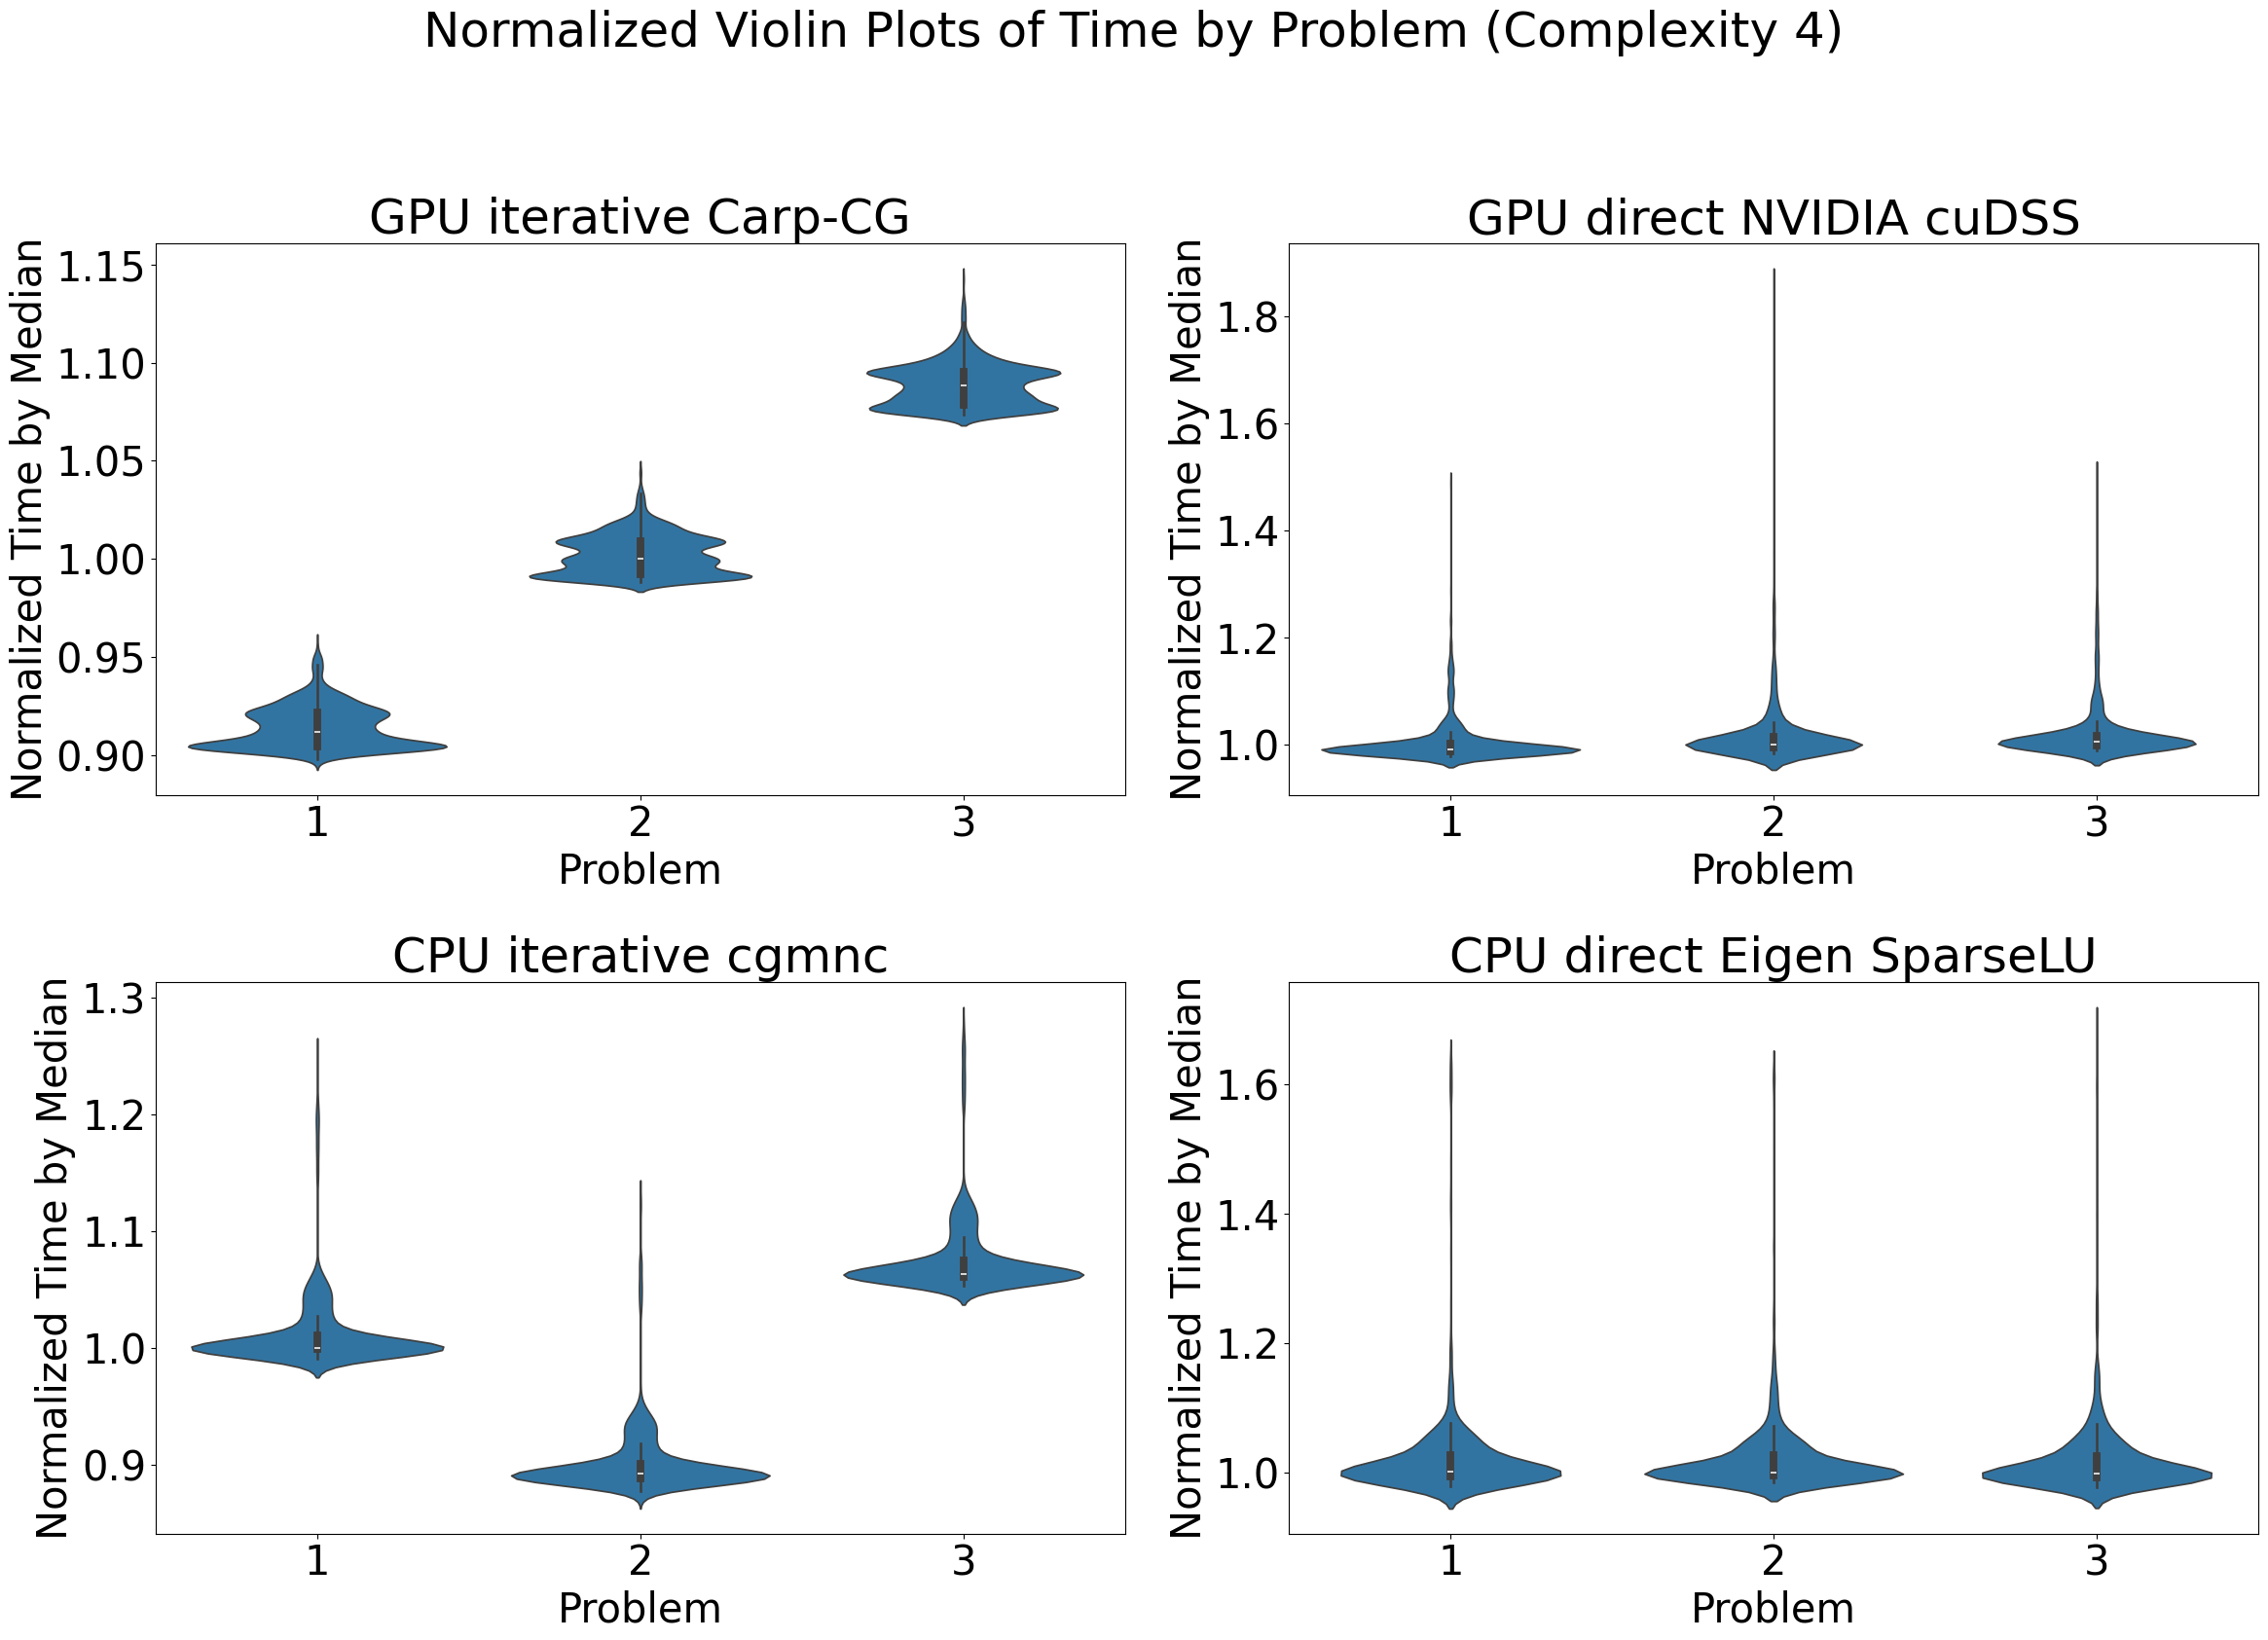 Normalized Violin Plots of Time by Problem (Complexity 4)
GPU iterative Carp-CG
Normalized Time by Median
1.15
1.10
1.05
1.00
0.95
0.90
1 2 3
Problem
GPU direct NVIDIA cuDSS
Normalized Time by Median
1.8
1.6
1.4
1.2
1.0
1 2 3
Problem
CPU iterative cgmnc
Normalized Time by Median
1.3
1.2
1.1
1.0
0.9
1 2 3
Problem
CPU direct Eigen SparseLU
Normalized Time by Median
1.6
1.4
1.2
1.0
1 2 3
Problem